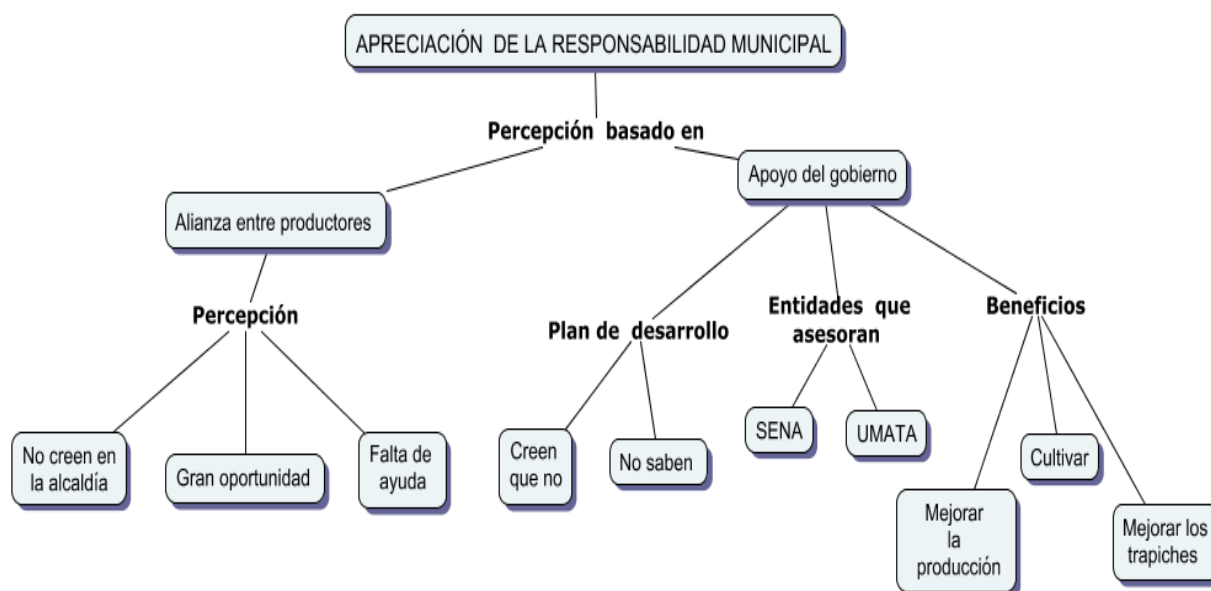 APRECIACIÓN DE LA RESPONSABILIDAD MUNICIPAL
Percepción basado en
Apoyo del gobierno
Alianza entre productores
Percepción
Plan de desarrollo
Entidades que
asesoran
Beneficios
No creen en
la alcaldía
Gran oportunidad
Falta de
ayuda
Creen
que no
No saben
SENA
UMATA
Cultivar
Mejorar
la
producción
Mejorar los
trapiches